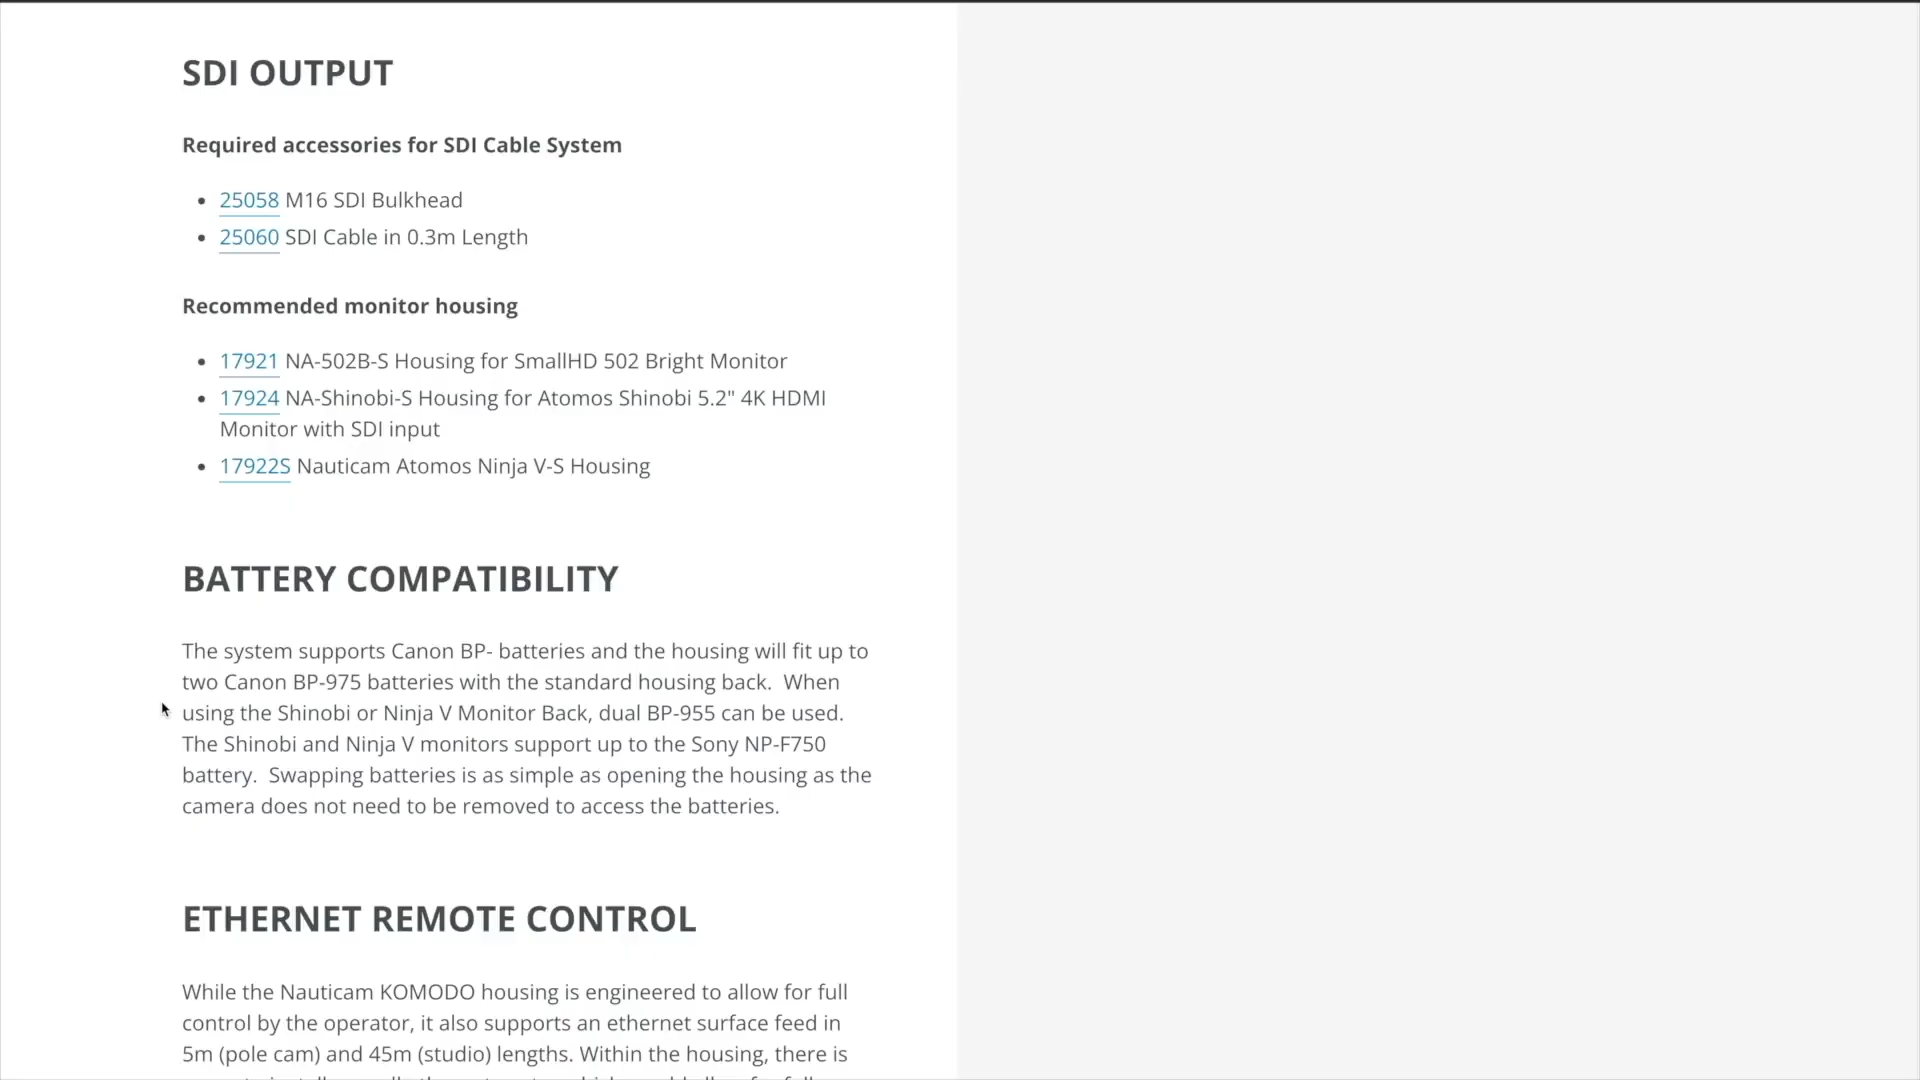 SDI OUTPUT
Required accessories for SDI Cable System
• 25058 M16 SDI Bulkhead
• 25060 SDI Cable in 0.3m Length
Recommended monitor housing
• 17921 NA-502B-S Housing for SmallHD 502 Bright Monitor
• 17924 NA-Shinobi-S Housing for Atomos Shinobi 5.2" 4K HDMI
Monitor with SDI input
• 17922S Nauticam Atomos Ninja V-S Housing
BATTERY COMPATIBILITY
The system supports Canon BP- batteries and the housing will fit up to
two Canon BP-975 batteries with the standard housing back.  When
using the Shinobi or Ninja V Monitor Back, dual BP-955 can be used.
The Shinobi and Ninja V monitors support up to the Sony NP-F750
battery.  Swapping batteries is as simple as opening the housing as the
camera does not need to be removed to access the batteries.
ETHERNET REMOTE CONTROL
While the Nauticam KOMODO housing is engineered to allow for full
control by the operator, it also supports an ethernet surface feed in
5m (pole cam) and 45m (studio) lengths. Within the housing, there is